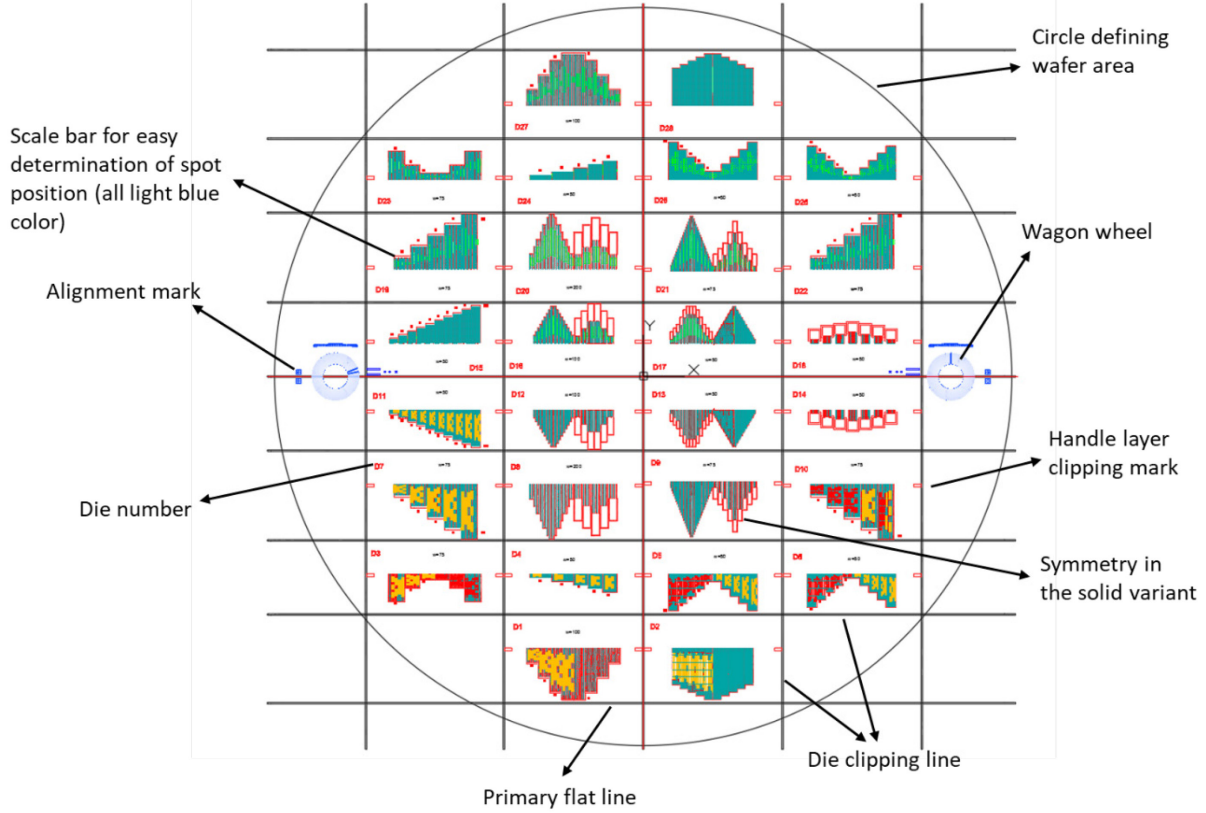 Circle defining
wafer area
Scale bar for easy
determination of spot
position (all light blue
color)
Wagon wheel
Alignment mark
Handle layer
clipping mark
Die number
Symmetry in
the solid variant
Die clipping line
Primary flat line
D27
D28
D23
D24
D26
D25
D19
D20
D21
D22
Y
X
D15
D16
D17
D18
D11
D12
D13
D14
D7
D8
D9
D10
D3
D4
D5
D6
D1
D2